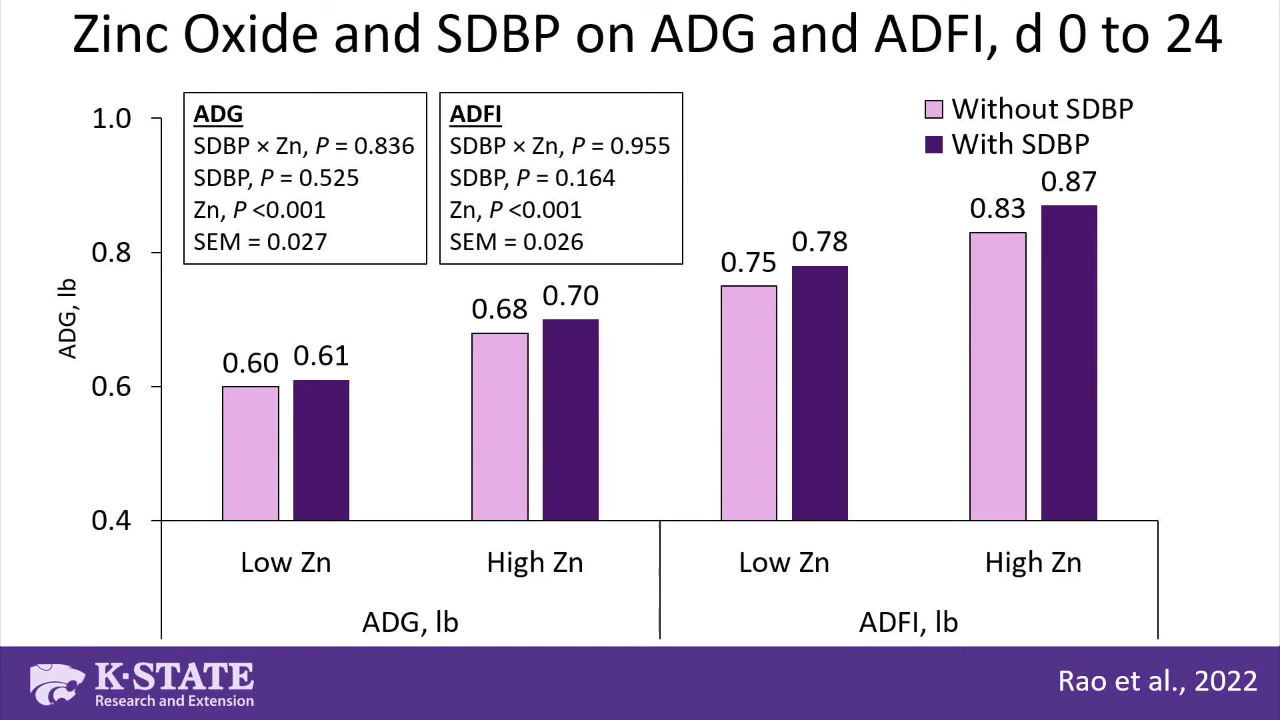 Zinc Oxide and SDBP on ADG and ADFI, d 0 to 24
ADG
SDBP × Zn, P = 0.836
SDBP, P = 0.525
Zn, P <0.001
SEM = 0.027
ADFI
SDBP × Zn, P = 0.955
SDBP, P = 0.164
Zn, P <0.001
SEM = 0.026
Without SDBP
With SDBP
ADG, lb
1.0
0.8
0.6
0.4
0.60
0.61
0.68
0.70
0.75
0.78
0.83
0.87
Low Zn
High Zn
Low Zn
High Zn
ADG, lb
ADFI, lb
K-STATE
Research and Extension
Rao et al., 2022